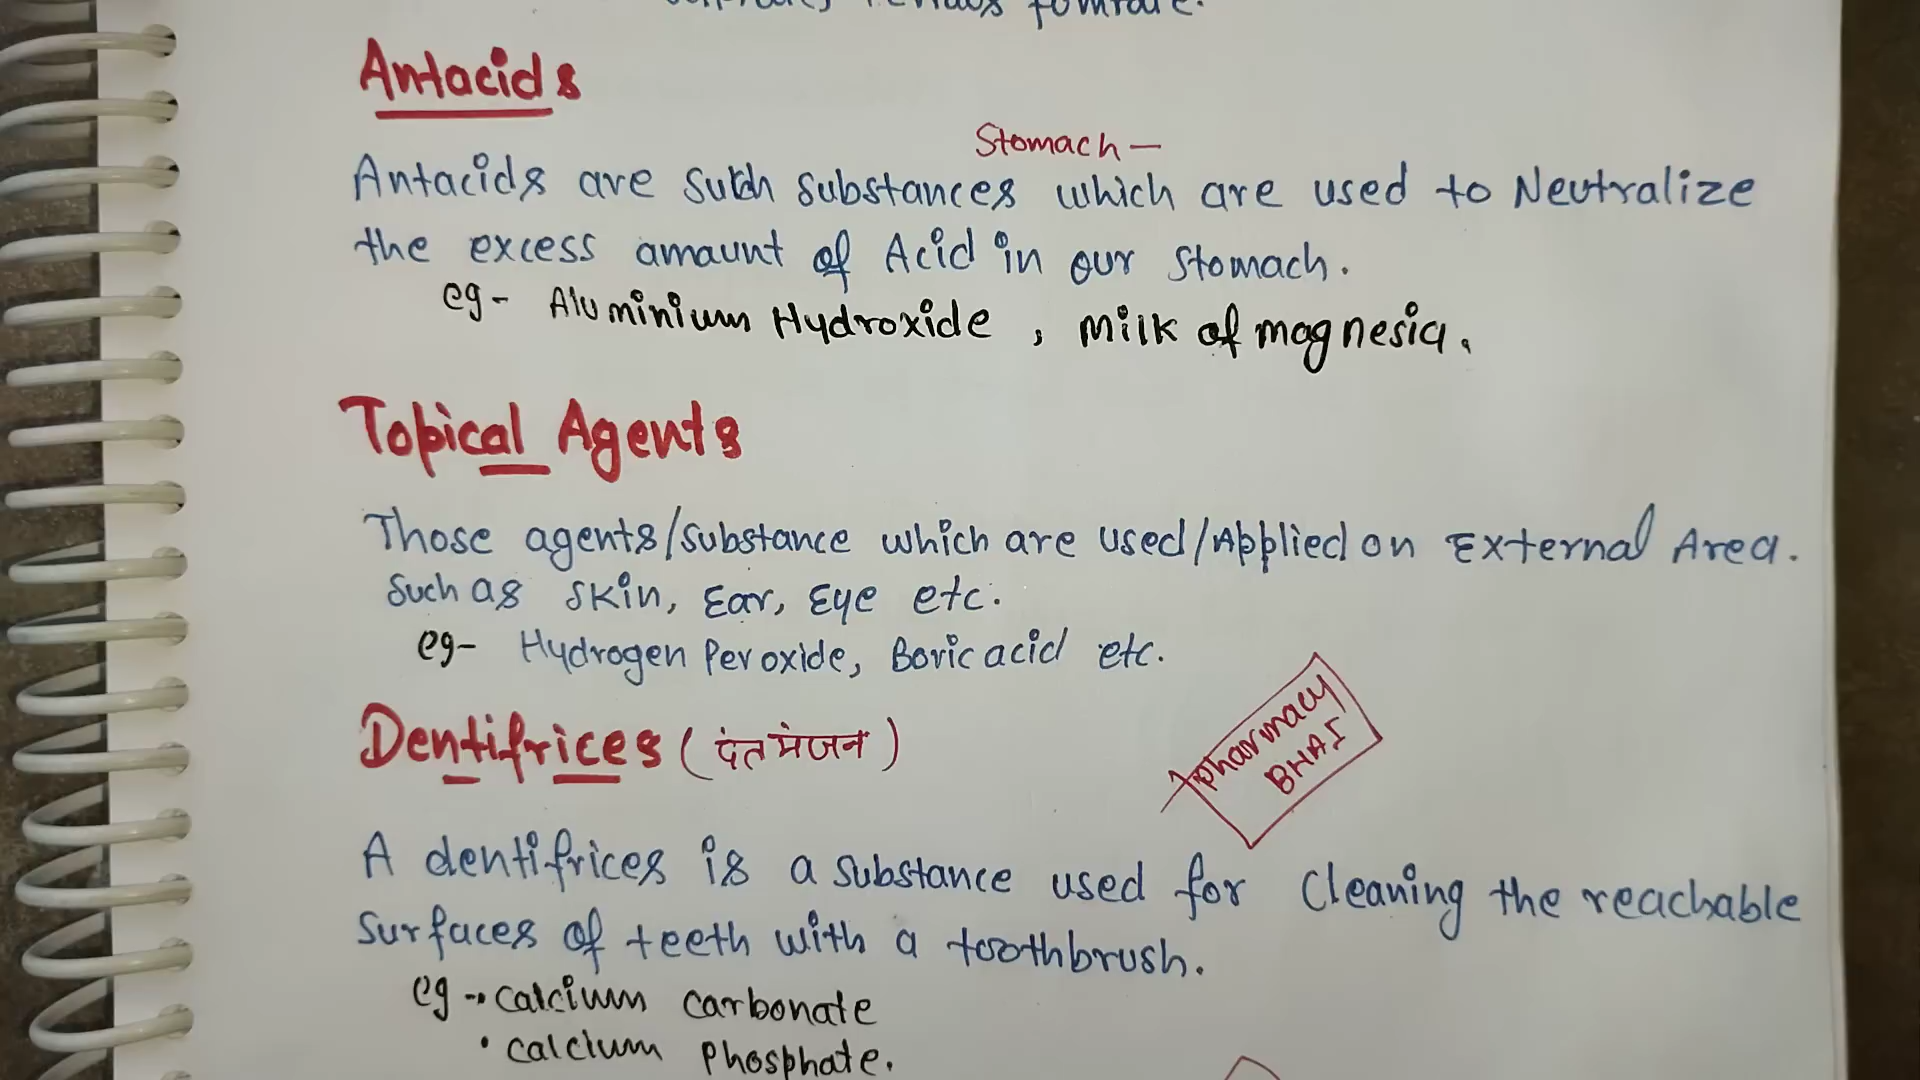 Antacids
Stomach —
Antacids are such substances which are used to Neutralize
the excess amaunt of Acid in our Stomach.
eg- Aluminium Hydroxide , Milk of magnesia.
Topical Agents
Those agents/substance which are used/Applied on External Area.
Such as Skin, Ear, Eye etc.
eg- Hydrogen Peroxide, Boric acid etc.
Dentifrices (दंतमंजन)
pharmacy
BHAI
A dentifrices is a substance used for Cleaning the reachable
Surfaces of teeth with a toothbrush.
eg -• calcium carbonate
• calcium phosphate.